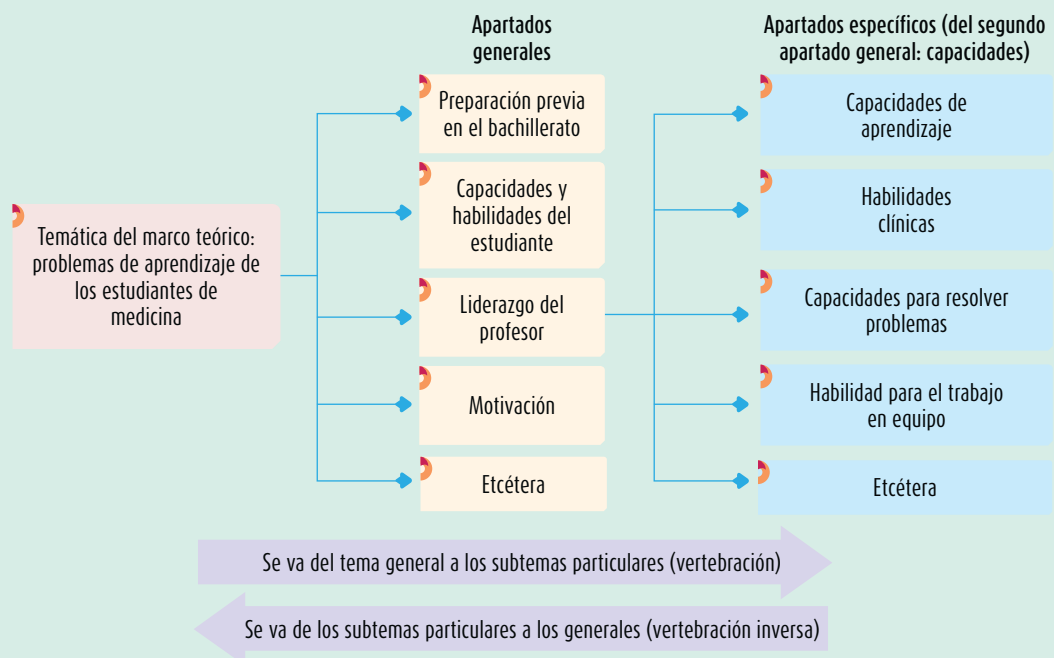 Apartados
generales
Apartados específicos (del segundo
apartado general: capacidades)
Temática del marco teórico:
problemas de aprendizaje de
los estudiantes de
medicina
Preparación previa
en el bachillerato
Capacidades y
habilidades del
estudiante
Liderazgo del
profesor
Motivación
Etcétera
Capacidades de
aprendizaje
Habilidades
clínicas
Capacidades para resolver
problemas
Habilidad para el trabajo
en equipo
Etcétera
Se va del tema general a los subtemas particulares (vertebración)
Se va de los subtemas particulares a los generales (vertebración inversa)